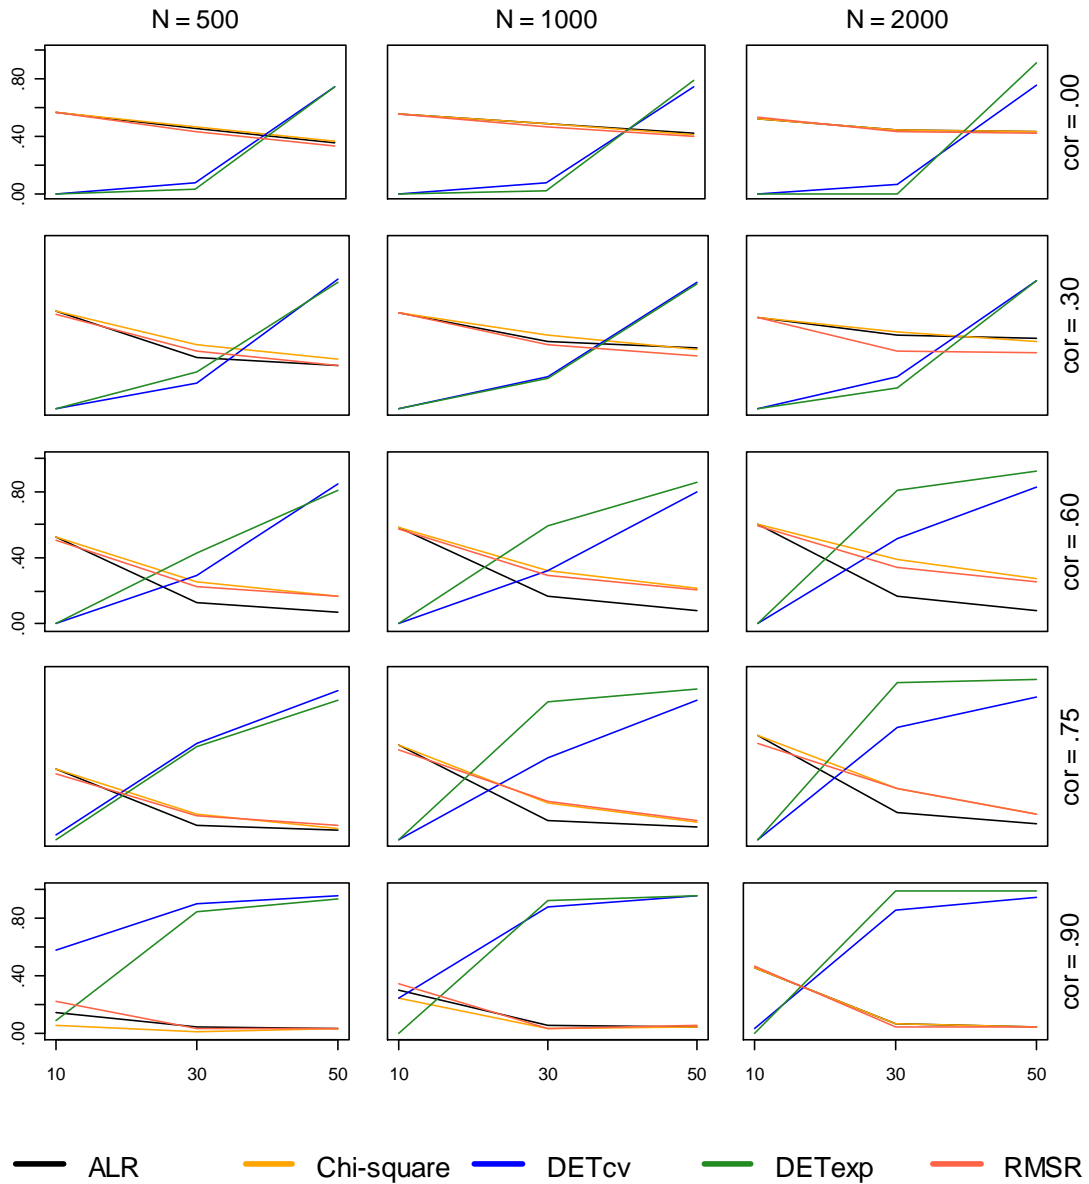 N = 500 N = 1000 N = 2000
.80
.40
.00
cor = .00
cor = .30
.80
.40
.00
cor = .60
cor = .75
.80
.40
.00
cor = .90
10 30 50 10 30 50 10 30 50
ALR Chi-square DETcv DETexp RMSR